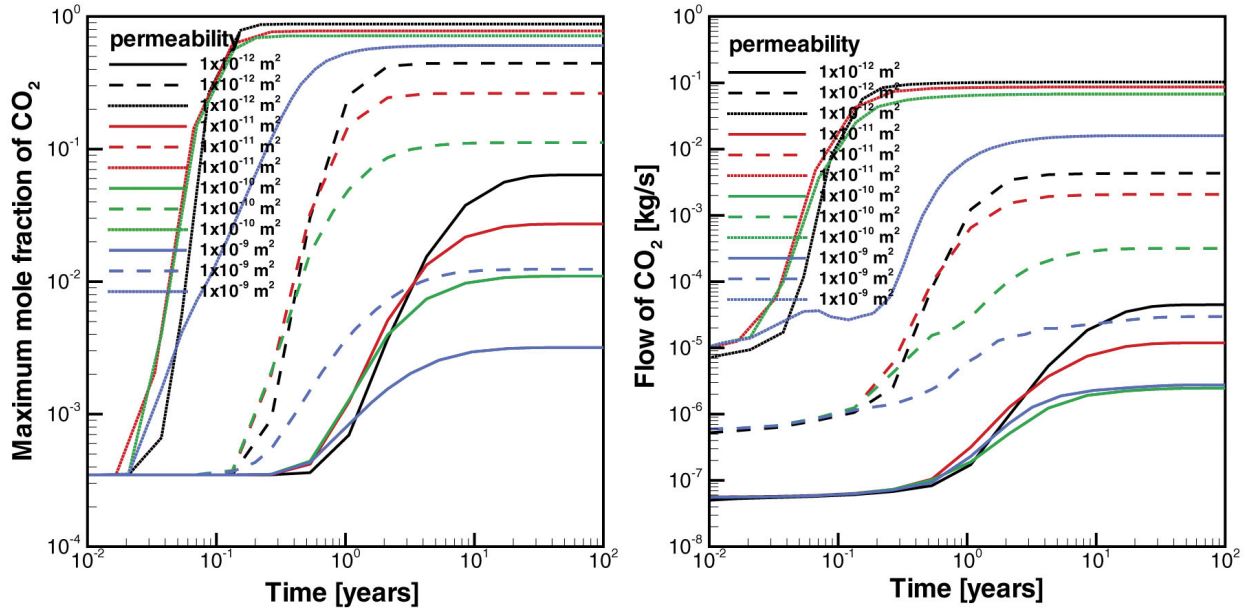 Maximum mole fraction of CO₂
10⁰
10⁻¹
10⁻²
10⁻³
10⁻⁴
permeability
1x10⁻¹² m²
1x10⁻¹² m²
1x10⁻¹² m²
1x10⁻¹¹ m²
1x10⁻¹¹ m²
1x10⁻¹¹ m²
1x10⁻¹⁰ m²
1x10⁻¹⁰ m²
1x10⁻¹⁰ m²
1x10⁻⁹ m²
1x10⁻⁹ m²
1x10⁻⁹ m²
10⁻² 10⁻¹ 10⁰ 10¹ 10²
Time [years]
Flow of CO₂ [kg/s]
10⁰
10⁻¹
10⁻²
10⁻³
10⁻⁴
10⁻⁵
10⁻⁶
10⁻⁷
10⁻⁸
permeability
1x10⁻¹² m²
1x10⁻¹² m²
1x10⁻¹² m²
1x10⁻¹¹ m²
1x10⁻¹¹ m²
1x10⁻¹¹ m²
1x10⁻¹⁰ m²
1x10⁻¹⁰ m²
1x10⁻¹⁰ m²
1x10⁻⁹ m²
1x10⁻⁹ m²
1x10⁻⁹ m²
10⁻² 10⁻¹ 10⁰ 10¹ 10²
Time [years]